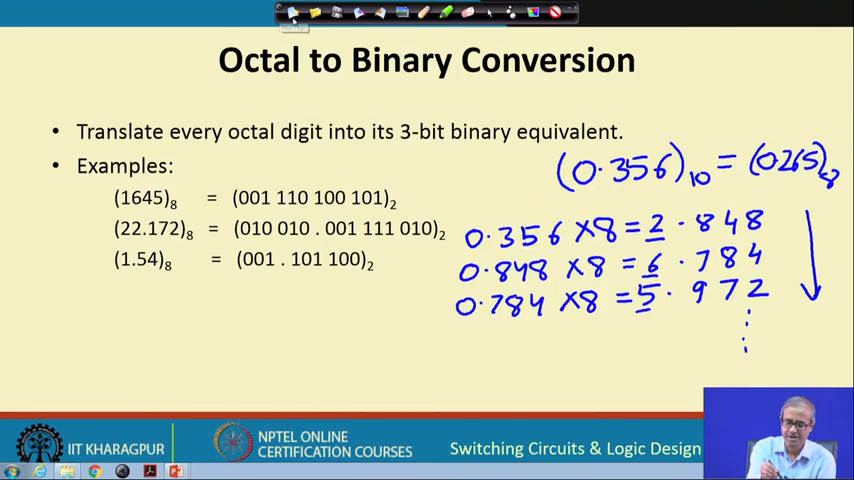 Octal to Binary Conversion
• Translate every octal digit into its 3-bit binary equivalent.
• Examples:
(1645)₈ = (001 110 100 101)₂
(22.172)₈ = (010 010 . 001 111 010)₂
(1.54)₈ = (001 . 101 100)₂
(0.356)₁₀ = (0.265)₈
0.356 × 8 = 2.848
0.848 × 8 = 6.784
0.784 × 8 = 5.972
IIT KHARAGPUR
NPTEL ONLINE
CERTIFICATION COURSES
Switching Circuits & Logic Design